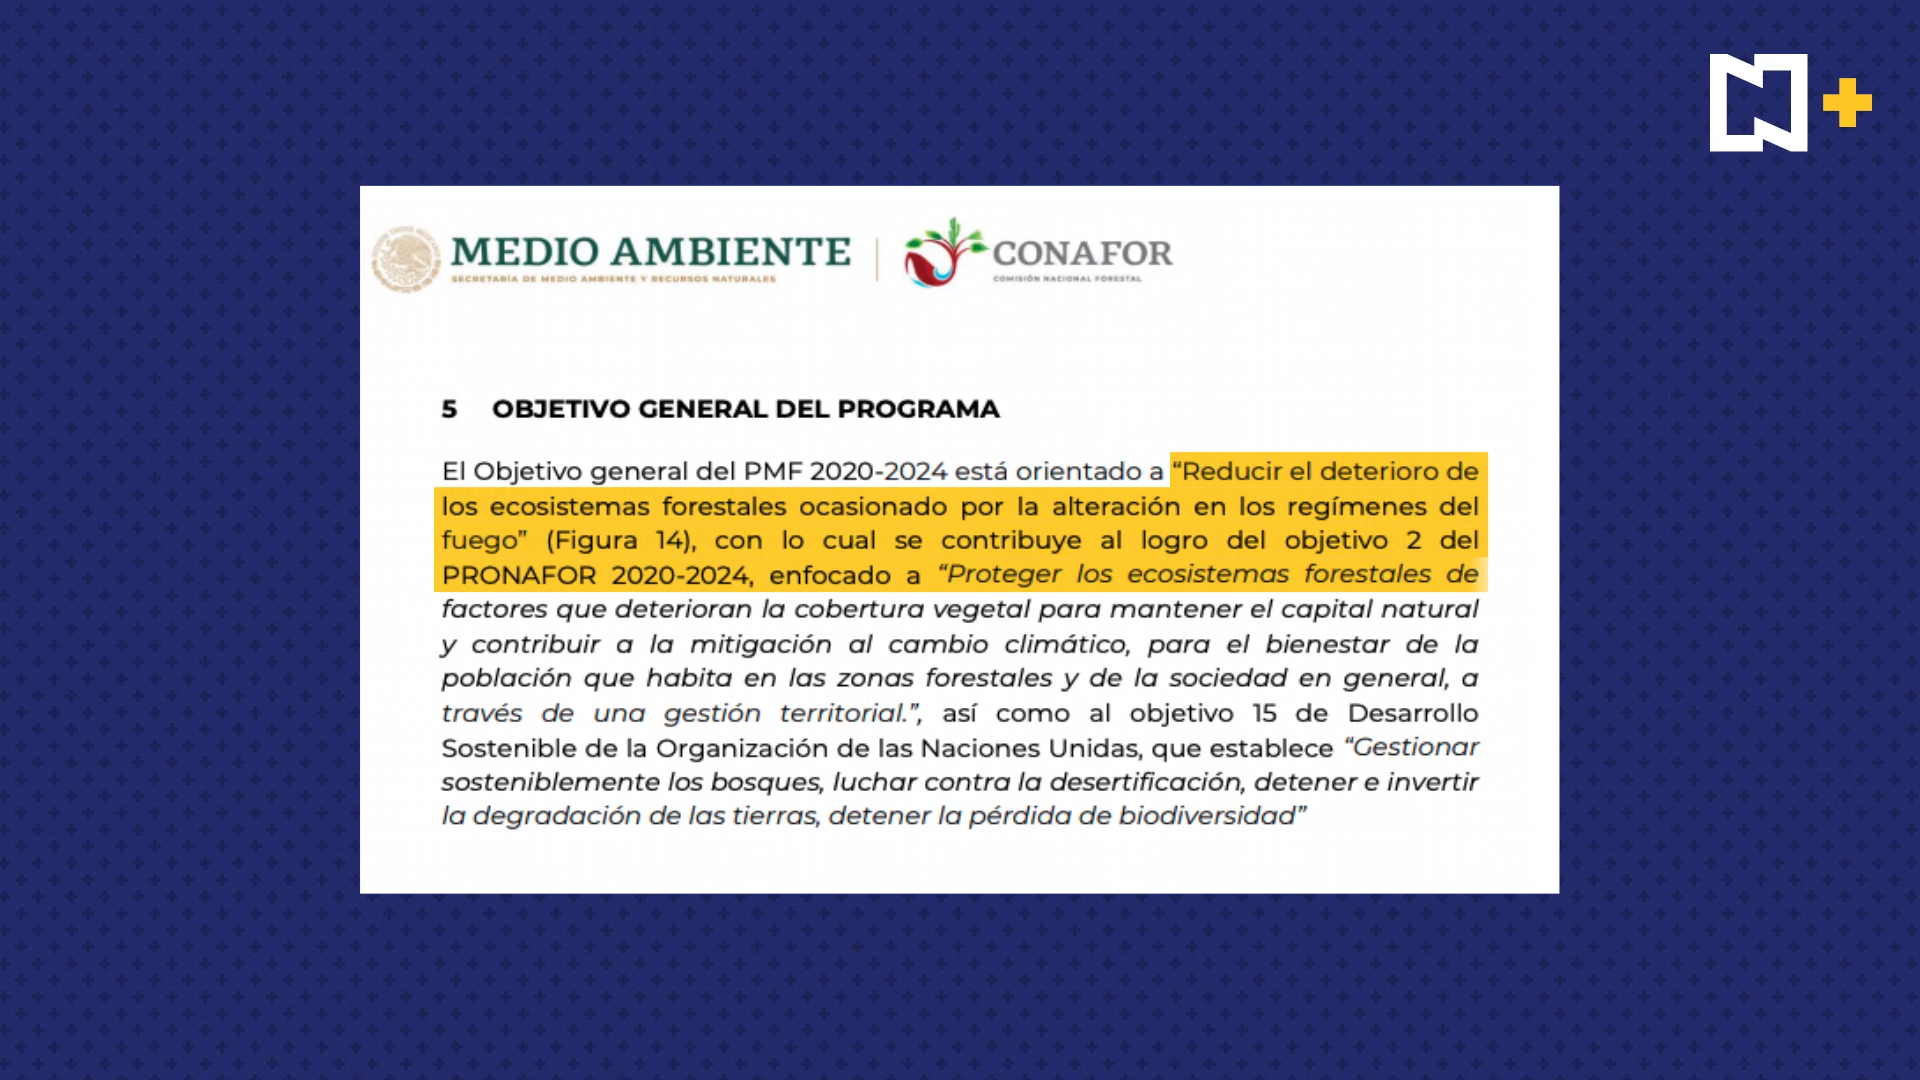 N+
MEDIO AMBIENTE
SECRETARÍA DE MEDIO AMBIENTE Y RECURSOS NATURALES
CONAFOR
COMISIÓN NACIONAL FORESTAL
5 OBJETIVO GENERAL DEL PROGRAMA
El Objetivo general del PMF 2020-2024 está orientado a “Reducir el deterioro de
los ecosistemas forestales ocasionado por la alteración en los regímenes del
fuego” (Figura 14), con lo cual se contribuye al logro del objetivo 2 del
PRONAFOR 2020-2024, enfocado a “Proteger los ecosistemas forestales de
factores que deterioran la cobertura vegetal para mantener el capital natural
y contribuir a la mitigación al cambio climático, para el bienestar de la
población que habita en las zonas forestales y de la sociedad en general, a
través de una gestión territorial.”, así como al objetivo 15 de Desarrollo
Sostenible de la Organización de las Naciones Unidas, que establece “Gestionar
sosteniblemente los bosques, luchar contra la desertificación, detener e invertir
la degradación de las tierras, detener la pérdida de biodiversidad”